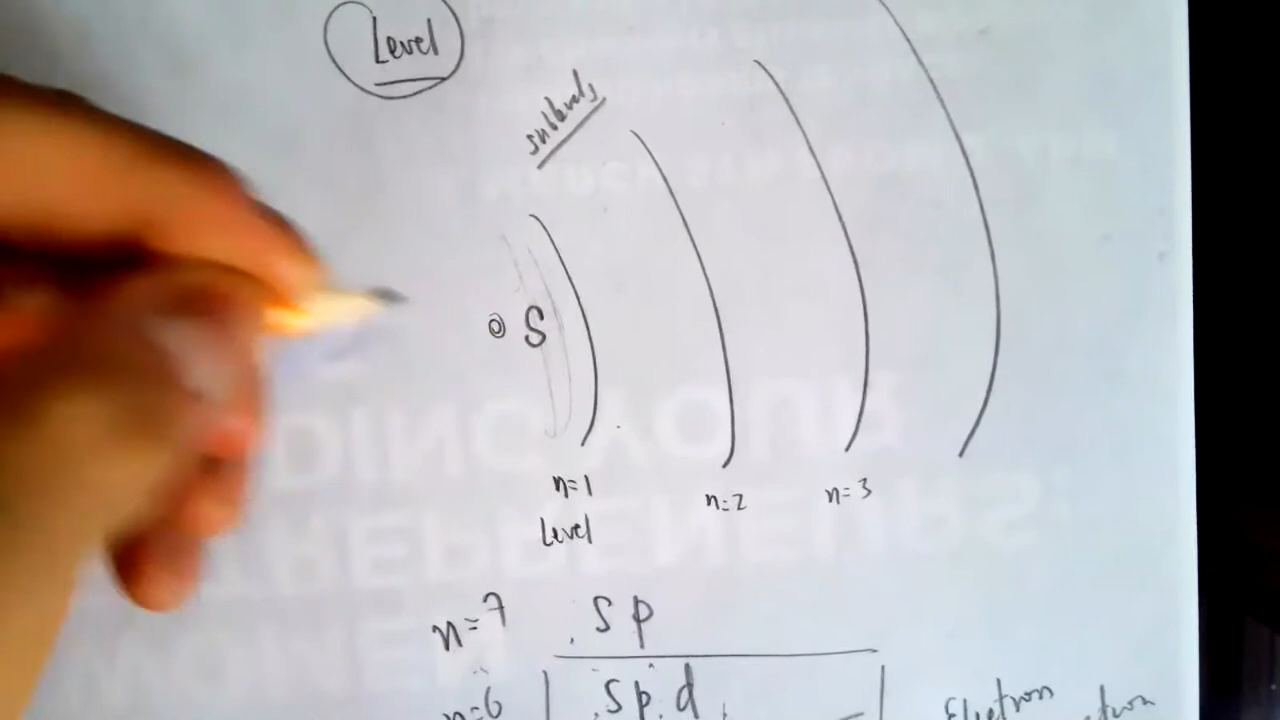 Level
sublevels
S
n=1
n=2
n=3
Level
n=7 . s p
n=6 . s p . d
Electron